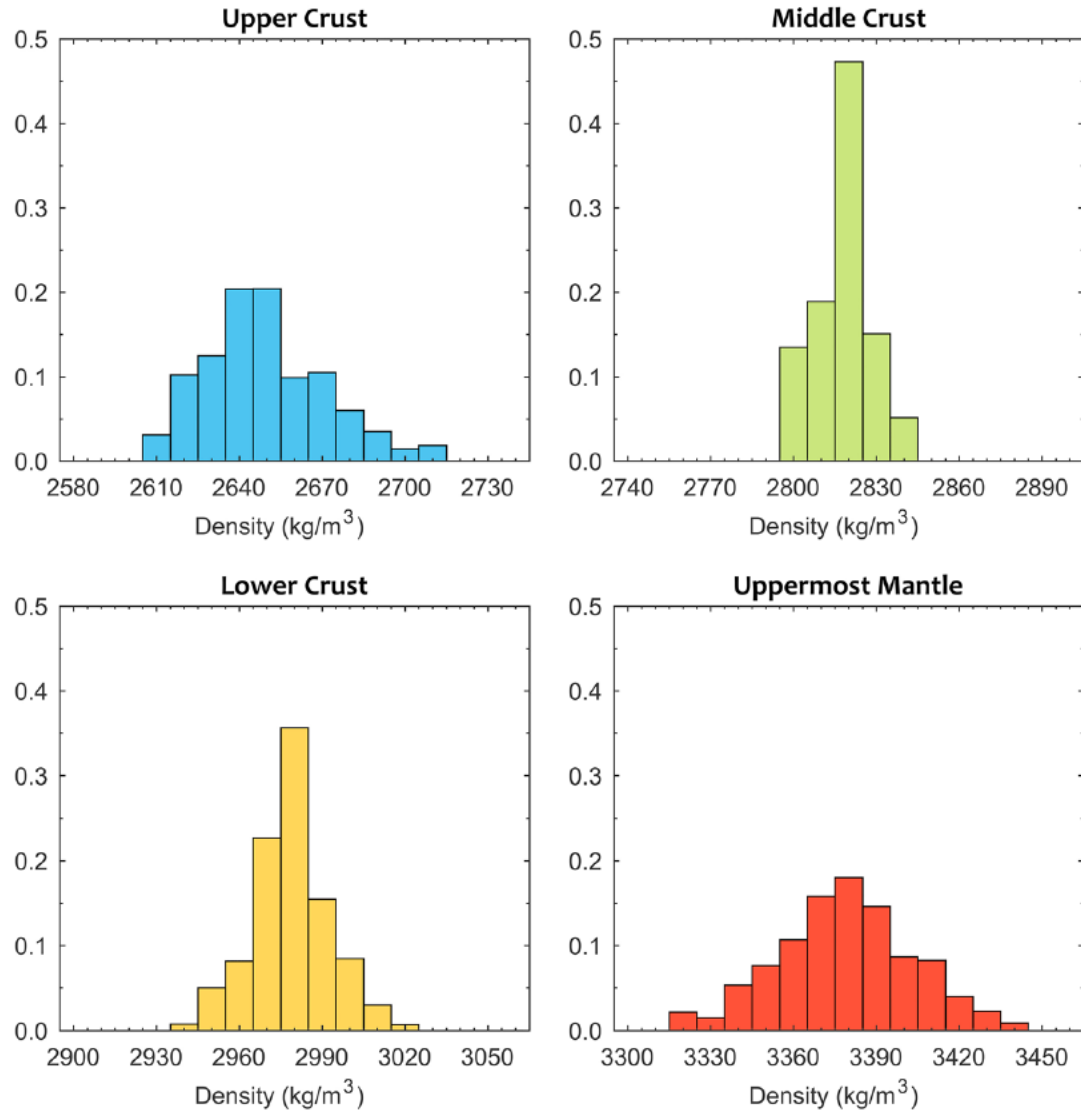 Upper Crust
0.5
0.4
0.3
0.2
0.1
0.0
2580 2610 2640 2670 2700 2730
Density (kg/m³)
Middle Crust
0.5
0.4
0.3
0.2
0.1
0.0
2740 2770 2800 2830 2860 2890
Density (kg/m³)
Lower Crust
0.5
0.4
0.3
0.2
0.1
0.0
2900 2930 2960 2990 3020 3050
Density (kg/m³)
Uppermost Mantle
0.5
0.4
0.3
0.2
0.1
0.0
3300 3330 3360 3390 3420 3450
Density (kg/m³)